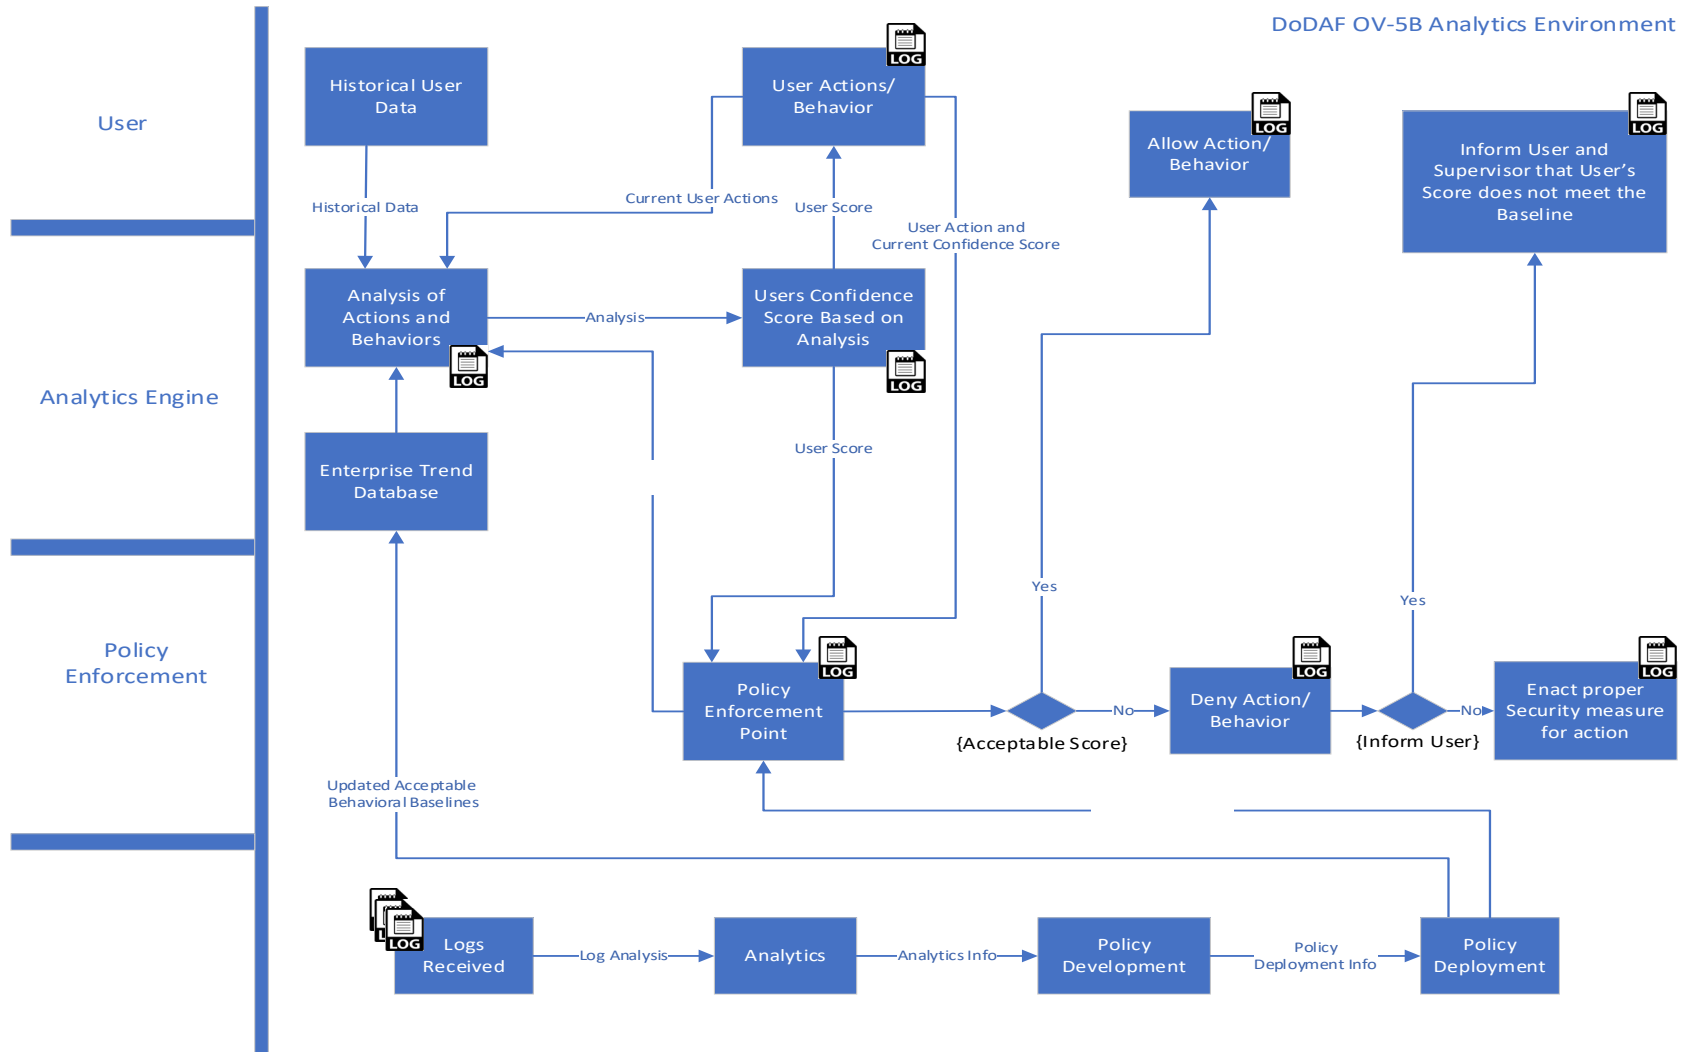 DoDAF OV-5B Analytics Environment
User
Historical User
Data
LOG
User Actions/
Behavior
LOG
Allow Action/
Behavior
LOG
Inform User and
Supervisor that User's
Score does not meet the
Baseline
Historical Data
Current User Actions
User Score
User Action and
Current Confidence Score
Analytics Engine
Analysis of
Actions and
Behaviors
LOG
Analysis
Users Confidence
Score Based on
Analysis
LOG
Enterprise Trend
Database
User Score
Yes
Yes
Policy
Enforcement
LOG
Policy
Enforcement
Point
{Acceptable Score}
No
LOG
Deny Action/
Behavior
{Inform User}
No
LOG
Enact proper
Security measure
for action
Updated Acceptable
Behavioral Baselines
LOG
Logs
Received
Log Analysis
Analytics
Analytics Info
Policy
Development
Policy
Deployment Info
Policy
Deployment